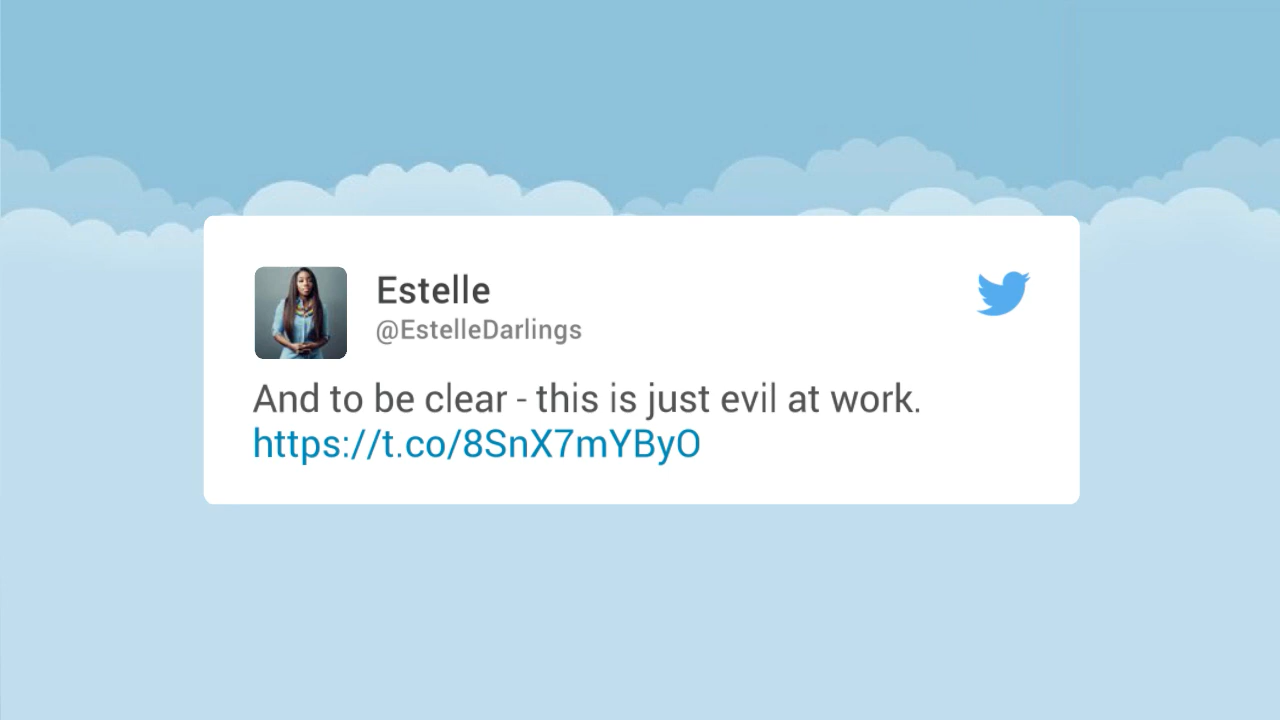 Estelle
@EstelleDarlings
And to be clear - this is just evil at work.
https://t.co/8SnX7mYByO